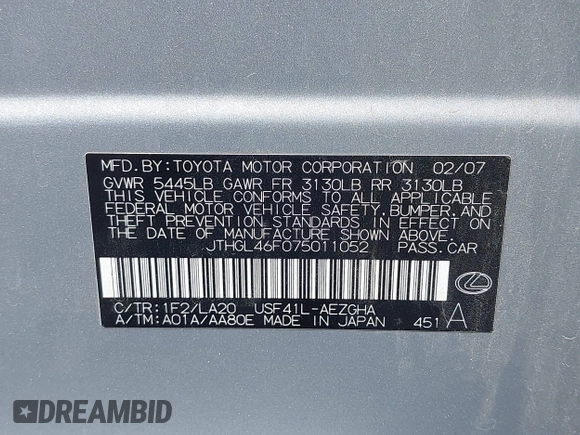 MFD.BY:TOYOTA MOTOR CORPORATION 02/07
GVWR 5445LB GAWR FR 3130LB RR 3130LB
THIS VEHICLE CONFORMS TO ALL APPLICABLE
FEDERAL MOTOR VEHICLE SAFETY,BUMPER,AND
THEFT PREVENTION STANDARDS IN EFFECT ON
THE DATE OF MANUFACTURE SHOWN ABOVE.
JTHGL46F075011052 PASS.CAR
C/TR:1F2/LA20 USF41L-AEZGHA
A/TM:A01A/AA80E MADE IN JAPAN 451 A
DREAMBID